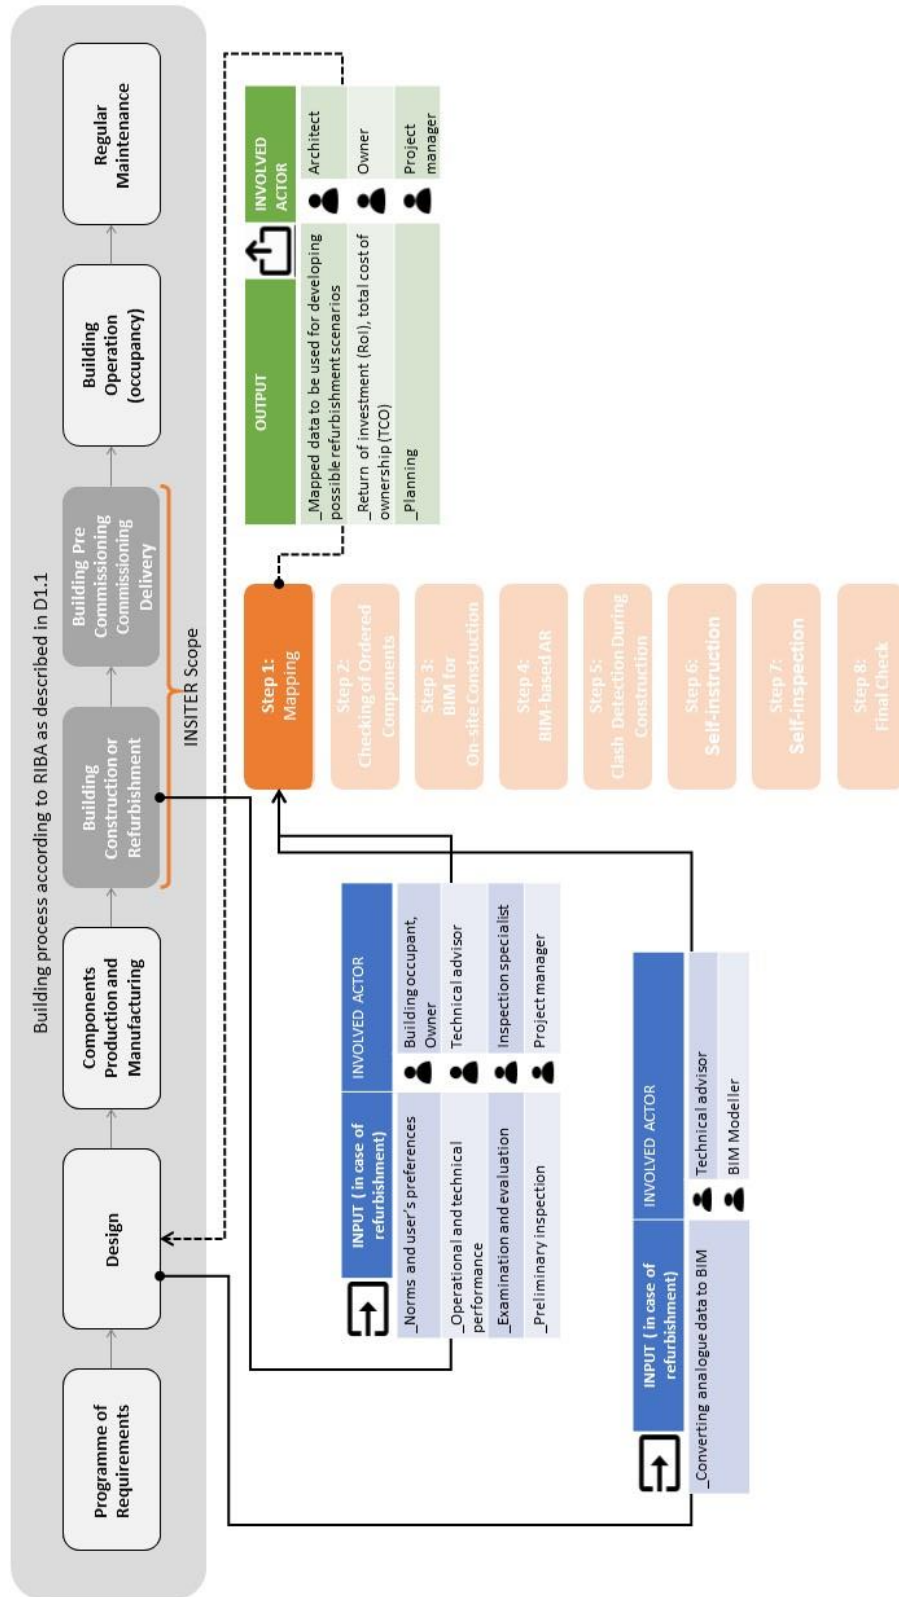 Building process according to RIBA as described in D1.1
Programme of
Requirements
Design
Components
Production and
Manufacturing
Building
Construction or
Refurbishment
Building Pre
Commissioning
Commissioning
Delivery
Building
Operation
(occupancy)
Regular
Maintenance
INSITER Scope
INPUT ( in case of
refurbishment)
INVOLVED ACTOR
_Norms and user's preferences
Building occupant,
Owner
_Operational and technical
performance
Technical advisor
_Examination and evaluation
Inspection specialist
_Preliminary inspection
Project manager
INPUT ( in case of
refurbishment)
INVOLVED ACTOR
_Converting analogue data to BIM
Technical advisor
BIM Modeller
Step 1:
Mapping
Step 2:
Checking of Ordered
Components
Step 3:
BIM for
On-site Construction
Step 4:
BIM-based AR
Step 5:
Clash Detection During
Construction
Step 6:
Self-instruction
Step 7:
Self-inspection
Step 8:
Final Check
OUTPUT
INVOLVED
ACTOR
_Mapped data to be used for developing
possible refurbishment scenarios
Architect
_Return of investment (RoI), total cost of
ownership (TCO)
Owner
_Planning
Project
manager